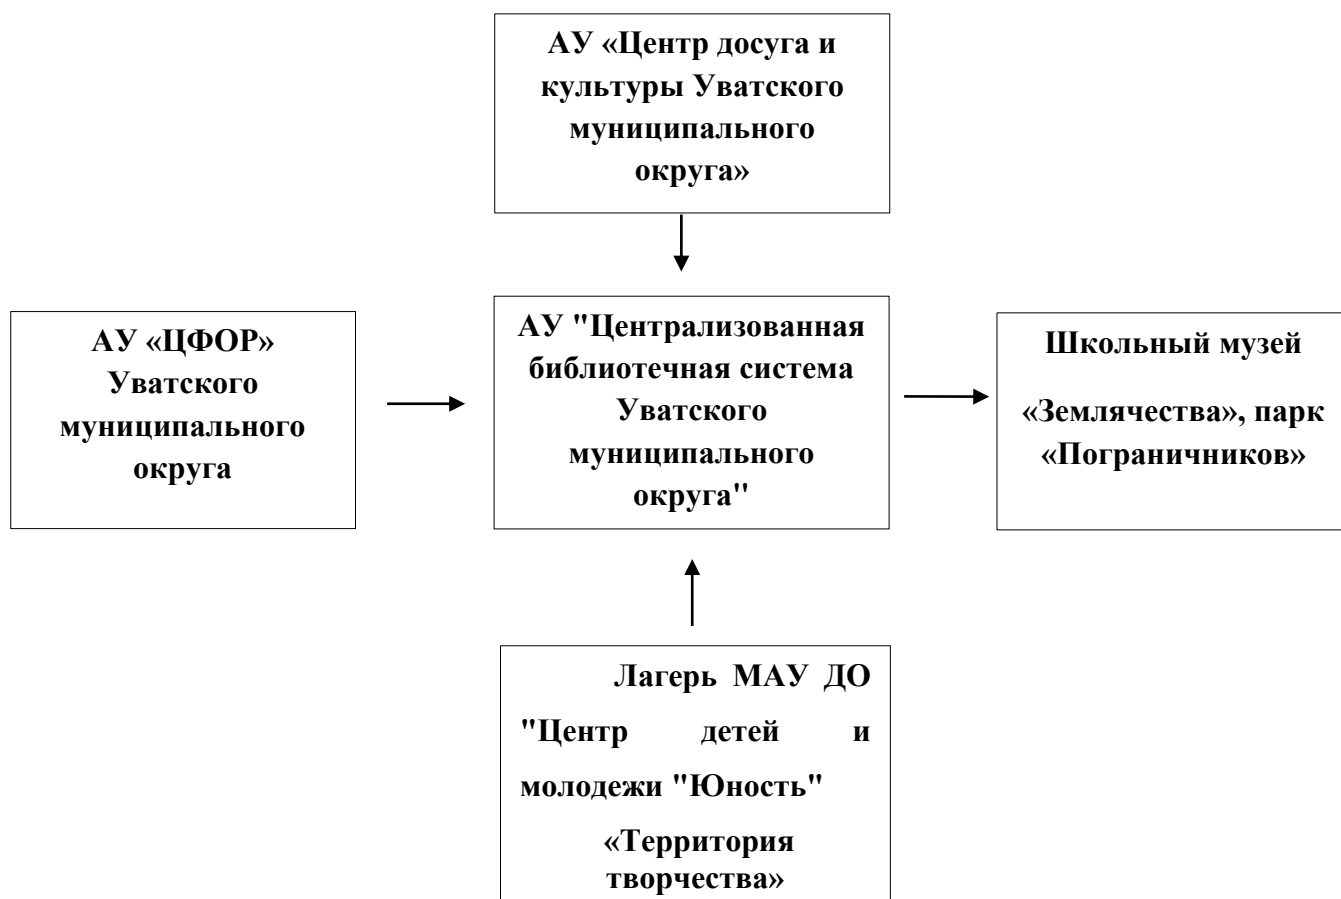 АУ «Центр досуга и
культуры Уватского
муниципального
округа»
АУ «ЦФОР»
Уватского
муниципального
округа
АУ "Централизованная
библиотечная система
Уватского
муниципального
округа"
Школьный музей
«Землячества», парк
«Пограничников»
Лагерь МАУ ДО
"Центр детей и
молодежи "Юность"
«Территория
творчества»